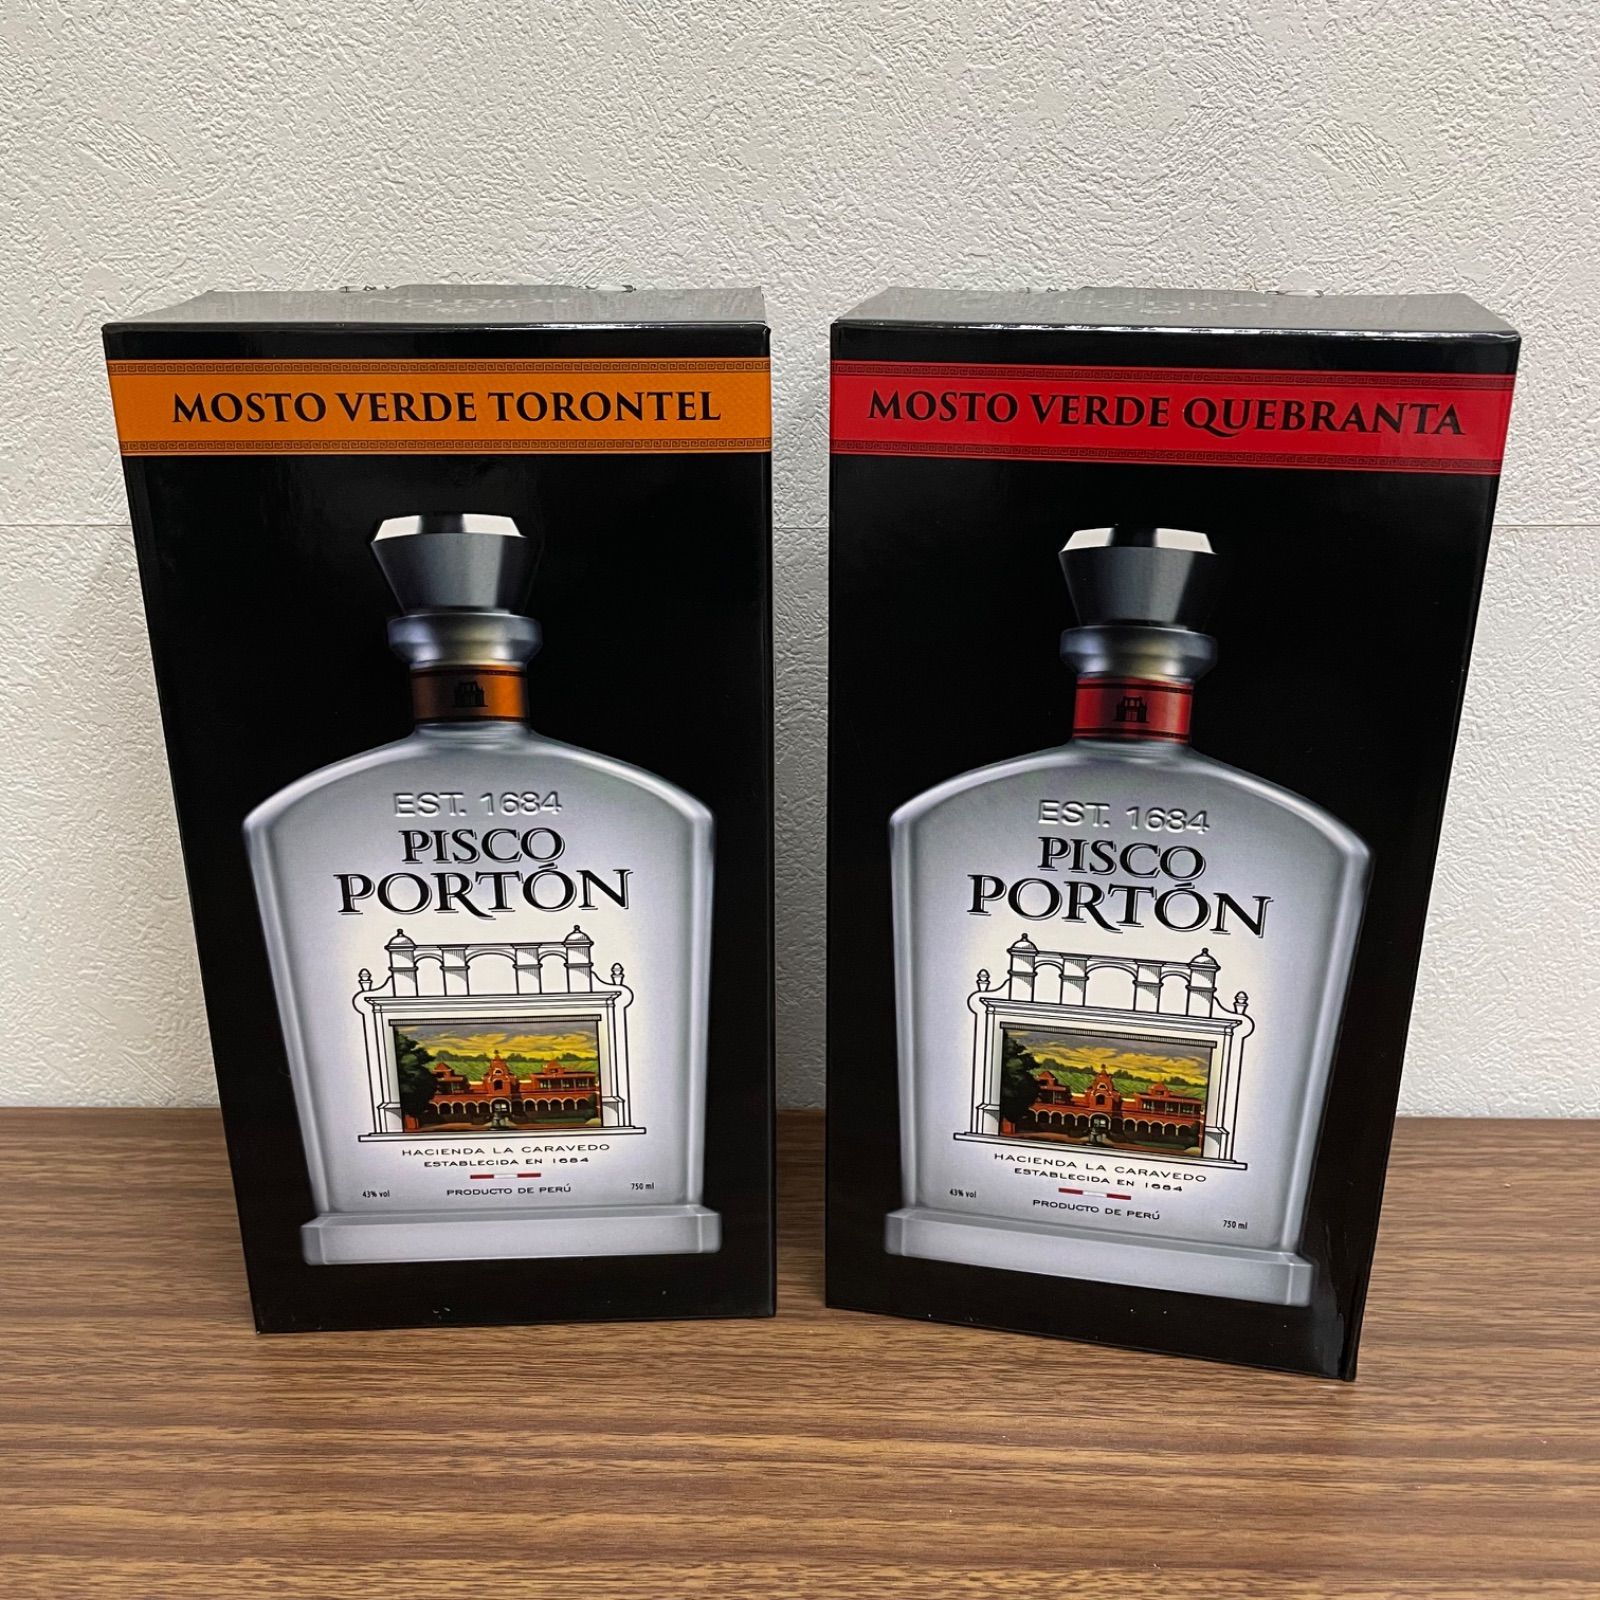 MOSTO VERDE TORONTEL
EST. 1684
PISCO
PORTÓN
HACIENDA LA CARAVEDO
ESTABLECIDA EN 1684
43% vol
PRODUCTO DE PERÚ
750 ml
MOSTO VERDE QUEBRANTA
EST. 1684
PISCO
PORTÓN
HACIENDA LA CARAVEDO
ESTABLECIDA EN 1684
43% vol
PRODUCTO DE PERÚ
750 ml